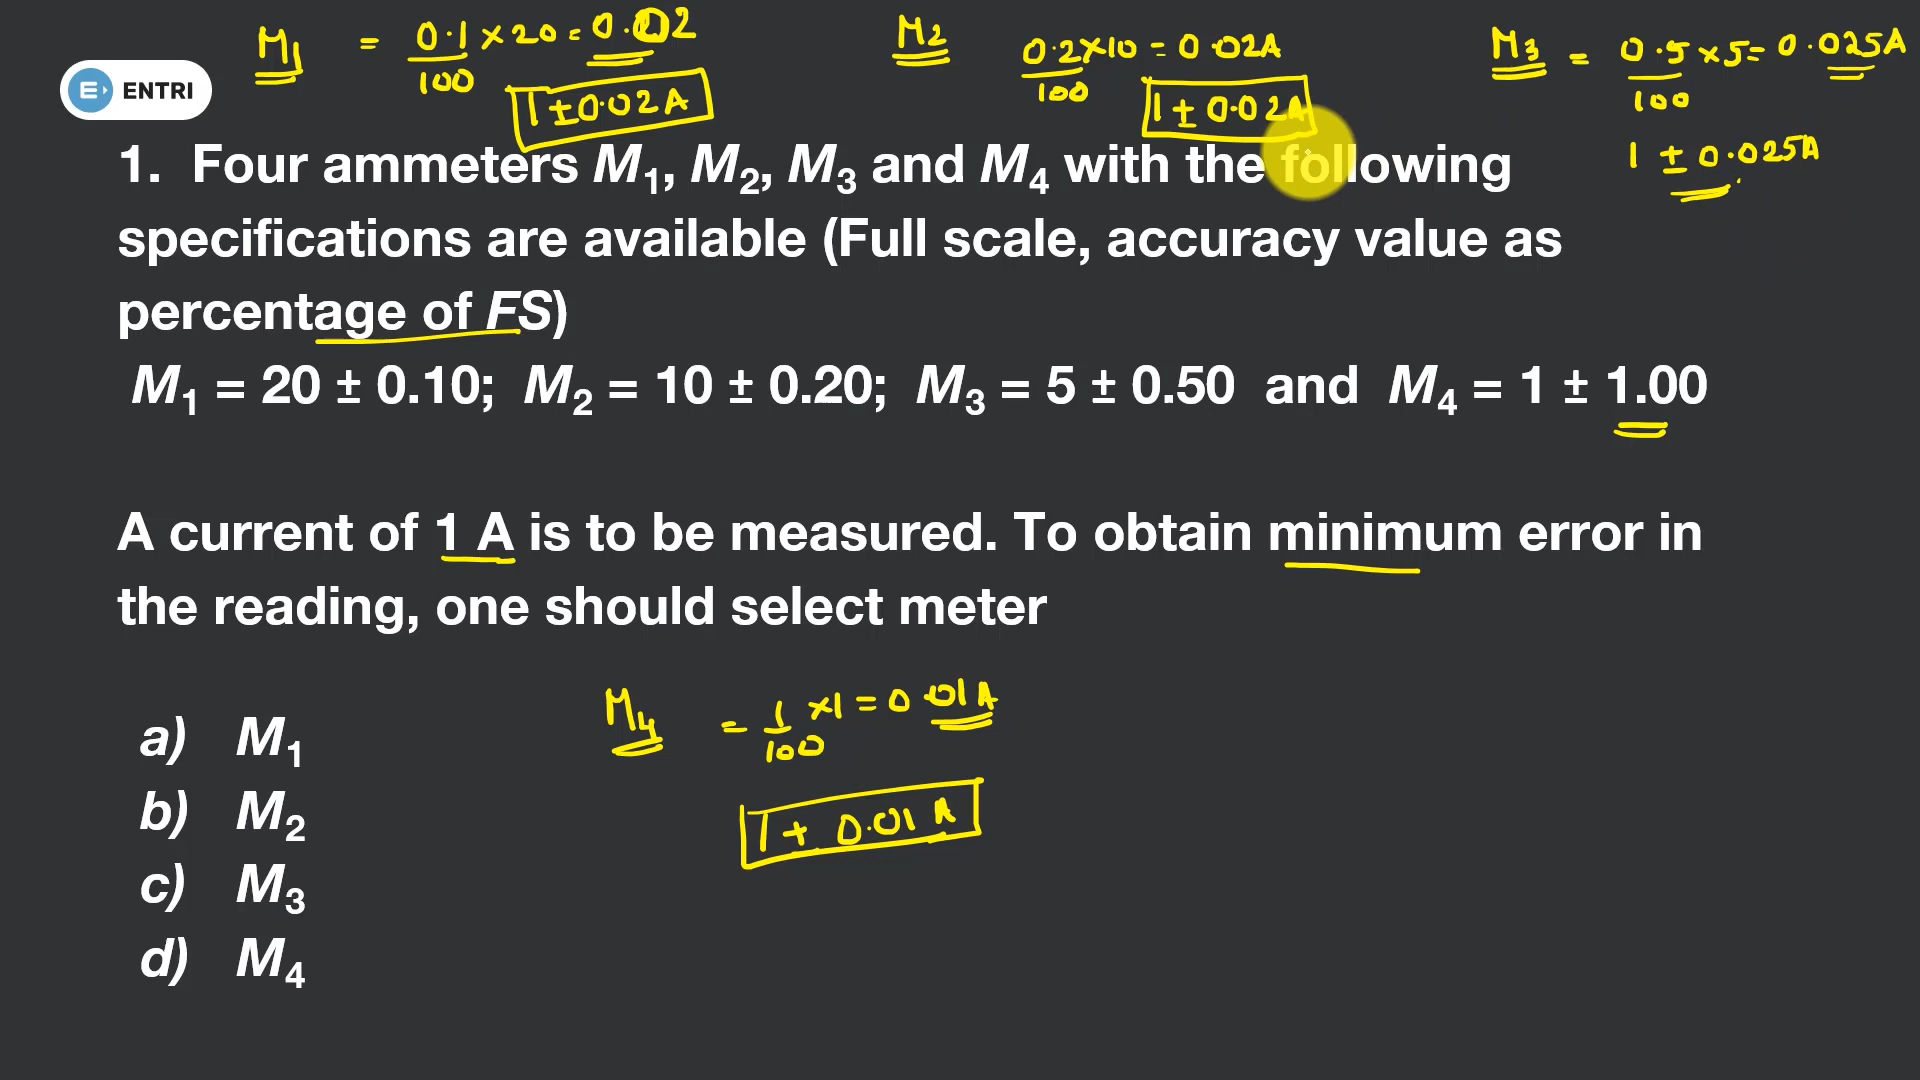 M1 = 0.1/100 × 20 = 0.02
1 ± 0.02A
M2 0.2/100 × 10 = 0.02A
1 ± 0.02A
M3 = 0.5/100 × 5 = 0.025A
1 ± 0.025A
E ENTRI
1. Four ammeters M1, M2, M3 and M4 with the following
specifications are available (Full scale, accuracy value as
percentage of FS)
M1 = 20 ± 0.10; M2 = 10 ± 0.20; M3 = 5 ± 0.50 and M4 = 1 ± 1.00
A current of 1 A is to be measured. To obtain minimum error in
the reading, one should select meter
M4 = 1/100 × 1 = 0.01A
1 ± 0.01A
a) M1
b) M2
c) M3
d) M4